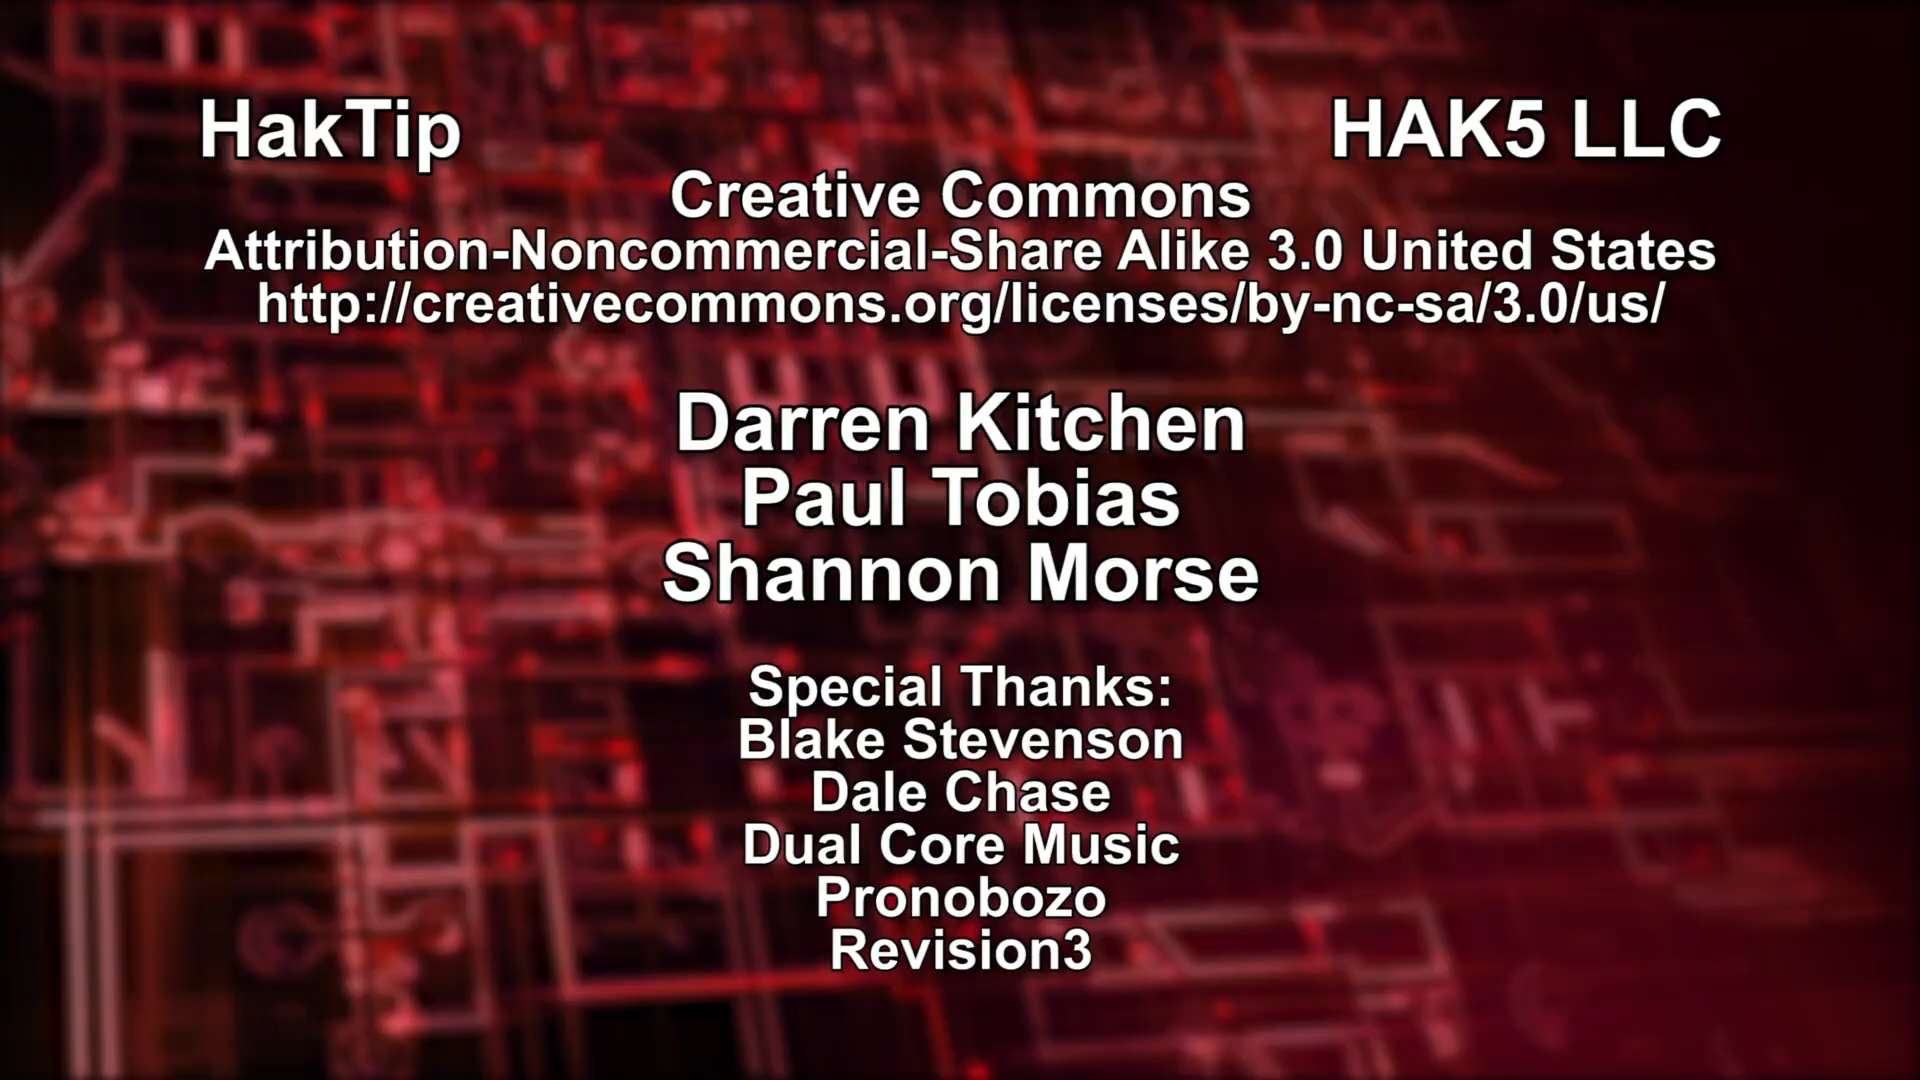 HakTip HAK5 LLC
Creative Commons
Attribution-Noncommercial-Share Alike 3.0 United States
http://creativecommons.org/licenses/by-nc-sa/3.0/us/
Darren Kitchen
Paul Tobias
Shannon Morse
Special Thanks:
Blake Stevenson
Dale Chase
Dual Core Music
Pronobozo
Revision3